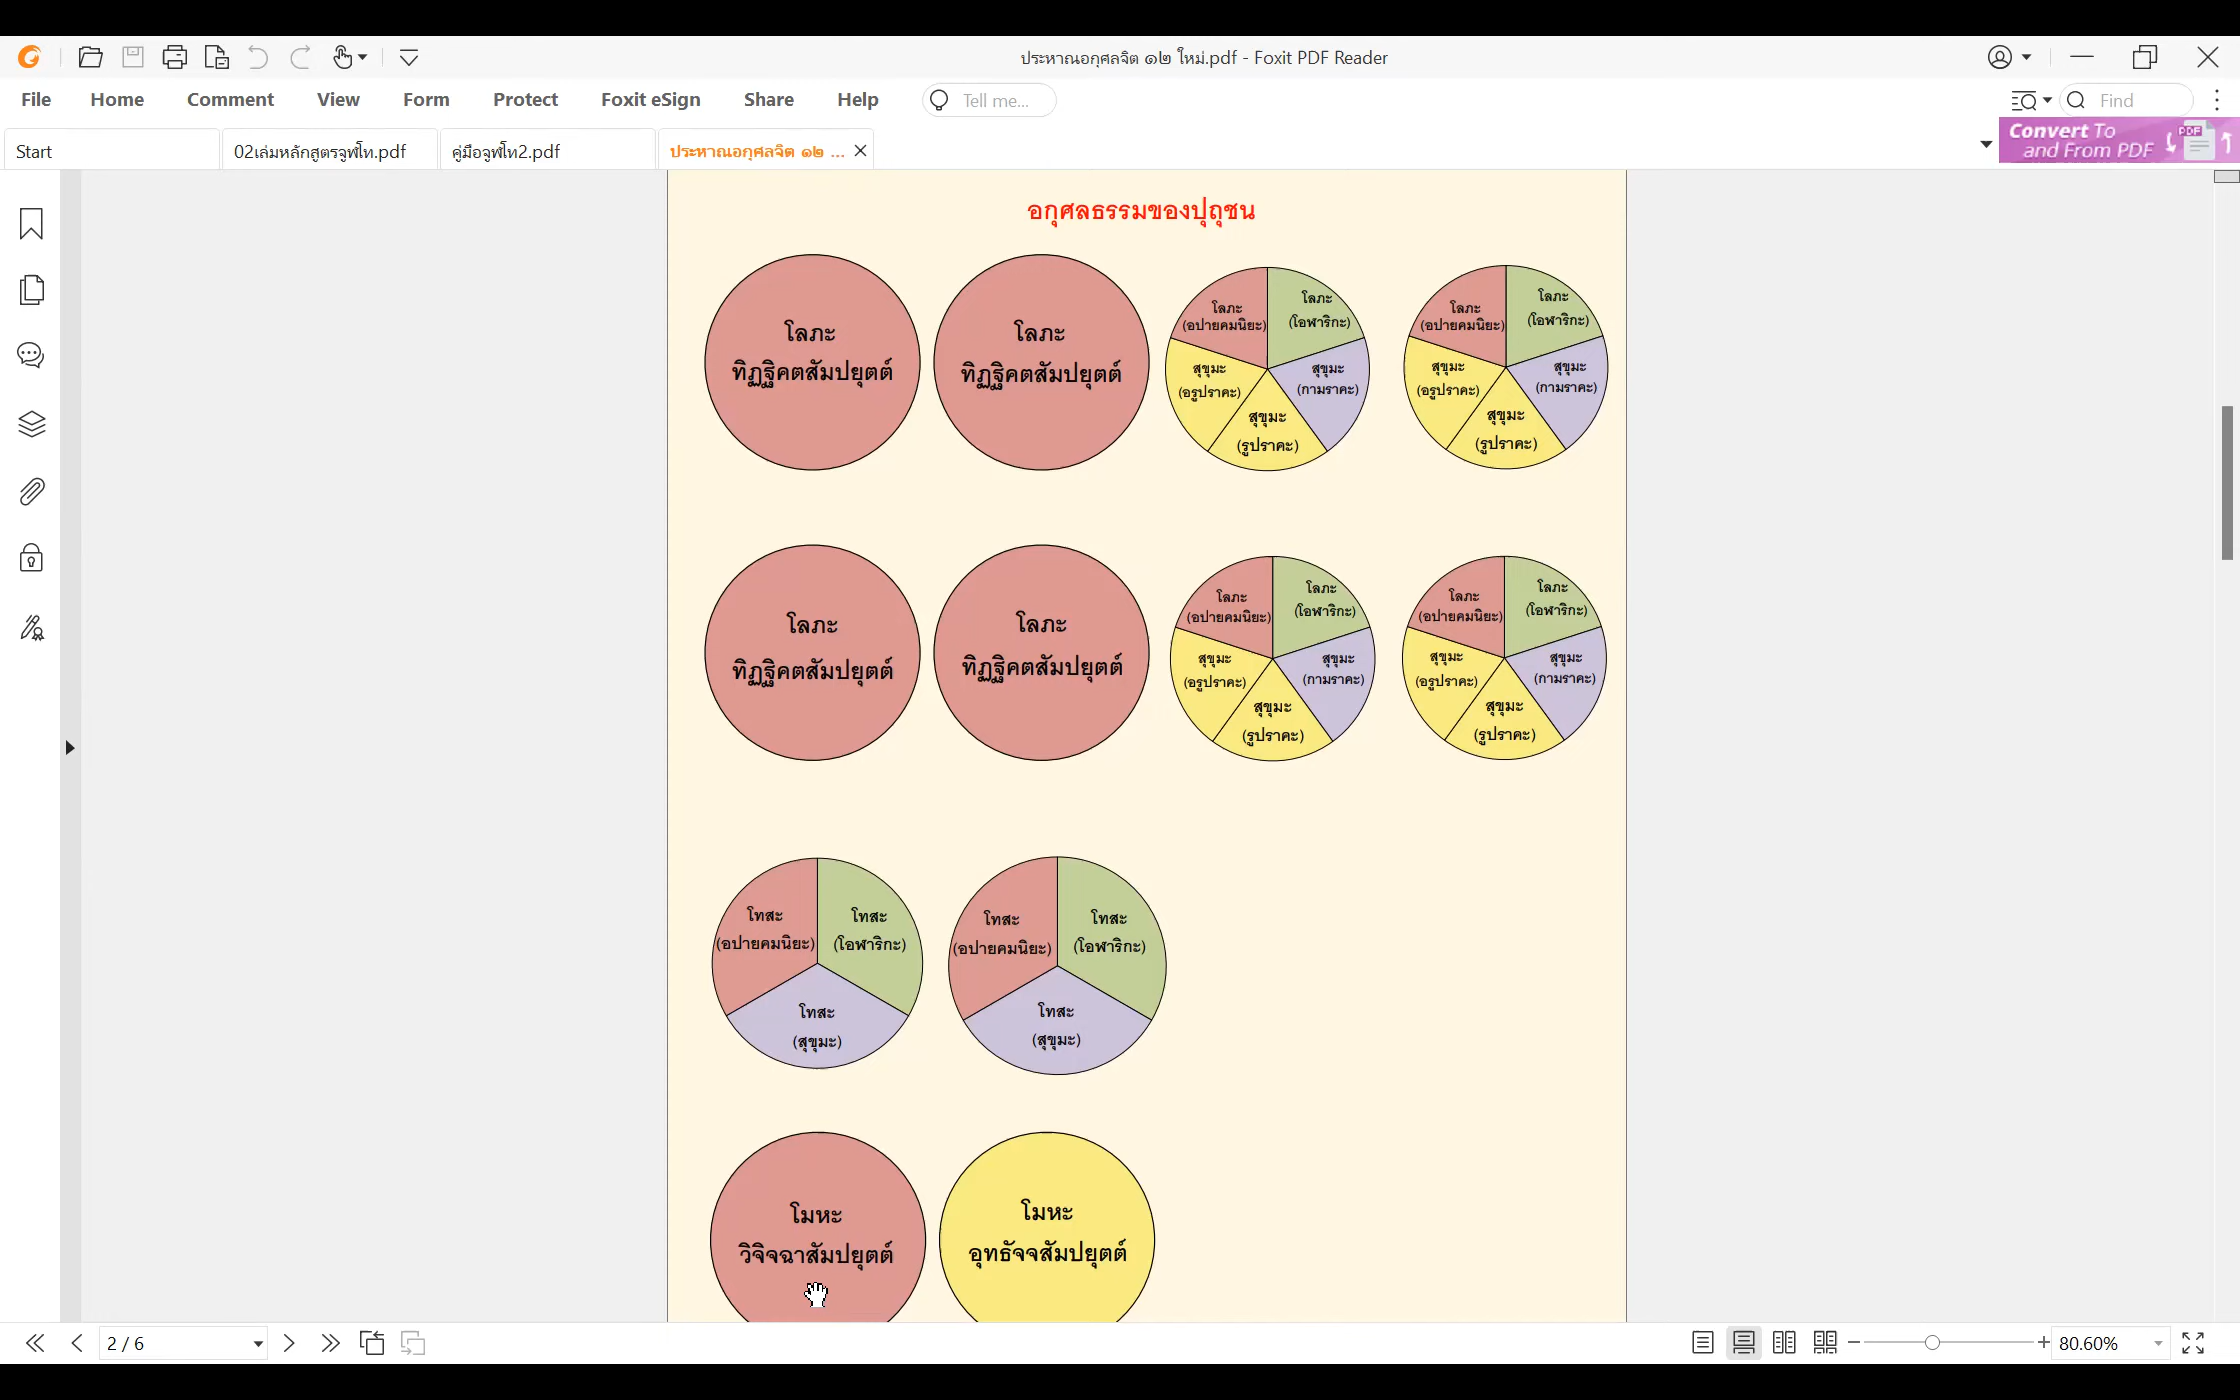 ประหาณอกุศลจิต ๑๒ ใหม่.pdf - Foxit PDF Reader
File Home Comment View Form Protect Foxit eSign Share Help Tell me... Find
Start 02เล่มหลักสูตรจูฬโท.pdf คู่มือจูฬโท2.pdf ประหาณอกุศลจิต ๑๒ ...
Convert To
and From PDF
PDF
อกุศลธรรมของปุถุชน
โลภะ
ทิฏฐิคตสัมปยุตต์
โลภะ
ทิฏฐิคตสัมปยุตต์
โลภะ
(อปายคมนิยะ)
โลภะ
(โอฬาริกะ)
สุขุมะ
(อรูปราคะ)
สุขุมะ
(กามราคะ)
สุขุมะ
(รูปราคะ)
โลภะ
(อปายคมนิยะ)
โลภะ
(โอฬาริกะ)
สุขุมะ
(อรูปราคะ)
สุขุมะ
(กามราคะ)
สุขุมะ
(รูปราคะ)
โลภะ
ทิฏฐิคตสัมปยุตต์
โลภะ
ทิฏฐิคตสัมปยุตต์
โลภะ
(อปายคมนิยะ)
โลภะ
(โอฬาริกะ)
สุขุมะ
(อรูปราคะ)
สุขุมะ
(กามราคะ)
สุขุมะ
(รูปราคะ)
โลภะ
(อปายคมนิยะ)
โลภะ
(โอฬาริกะ)
สุขุมะ
(อรูปราคะ)
สุขุมะ
(กามราคะ)
สุขุมะ
(รูปราคะ)
โทสะ
(อปายคมนิยะ)
โทสะ
(โอฬาริกะ)
โทสะ
(สุขุมะ)
โทสะ
(อปายคมนิยะ)
โทสะ
(โอฬาริกะ)
โทสะ
(สุขุมะ)
โมหะ
วิจิจฉาสัมปยุตต์
โมหะ
อุทธัจจสัมปยุตต์
2 / 6
80.60%